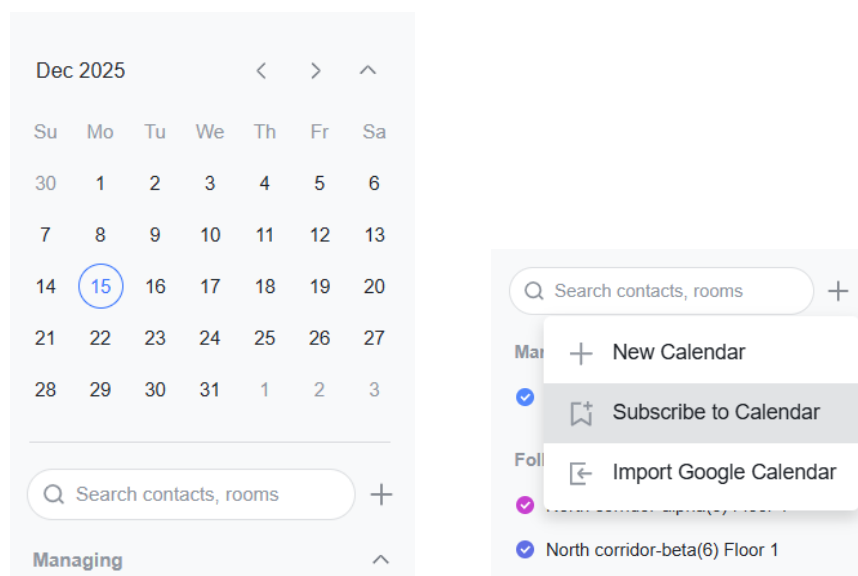 Dec 2025
Su Mo Tu We Th Fr Sa
30 1 2 3 4 5 6
7 8 9 10 11 12 13
14 15 16 17 18 19 20
21 22 23 24 25 26 27
28 29 30 31 1 2 3
Search contacts, rooms
Managing
Search contacts, rooms
New Calendar
Subscribe to Calendar
Import Google Calendar
North corridor-beta(6) Floor 1